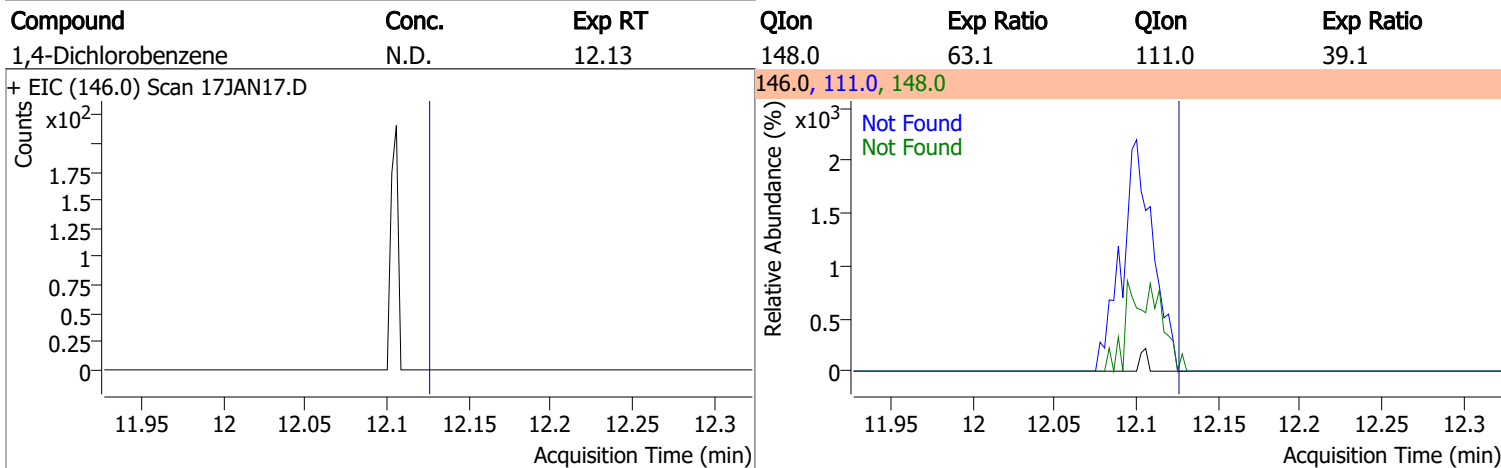 Compound Conc. Exp RT QIon Exp Ratio QIon Exp Ratio
1,4-Dichlorobenzene N.D. 12.13 148.0 63.1 111.0 39.1
+ EIC (146.0) Scan 17JAN17.D
Counts
x10²
1.75
1.5
1.25
1
0.75
0.5
0.25
0
11.95 12 12.05 12.1 12.15 12.2 12.25 12.3
Acquisition Time (min)
146.0, 111.0, 148.0
Relative Abundance (%)
x10³
Not Found
Not Found
2
1.5
1
0.5
0
11.95 12 12.05 12.1 12.15 12.2 12.25 12.3
Acquisition Time (min)